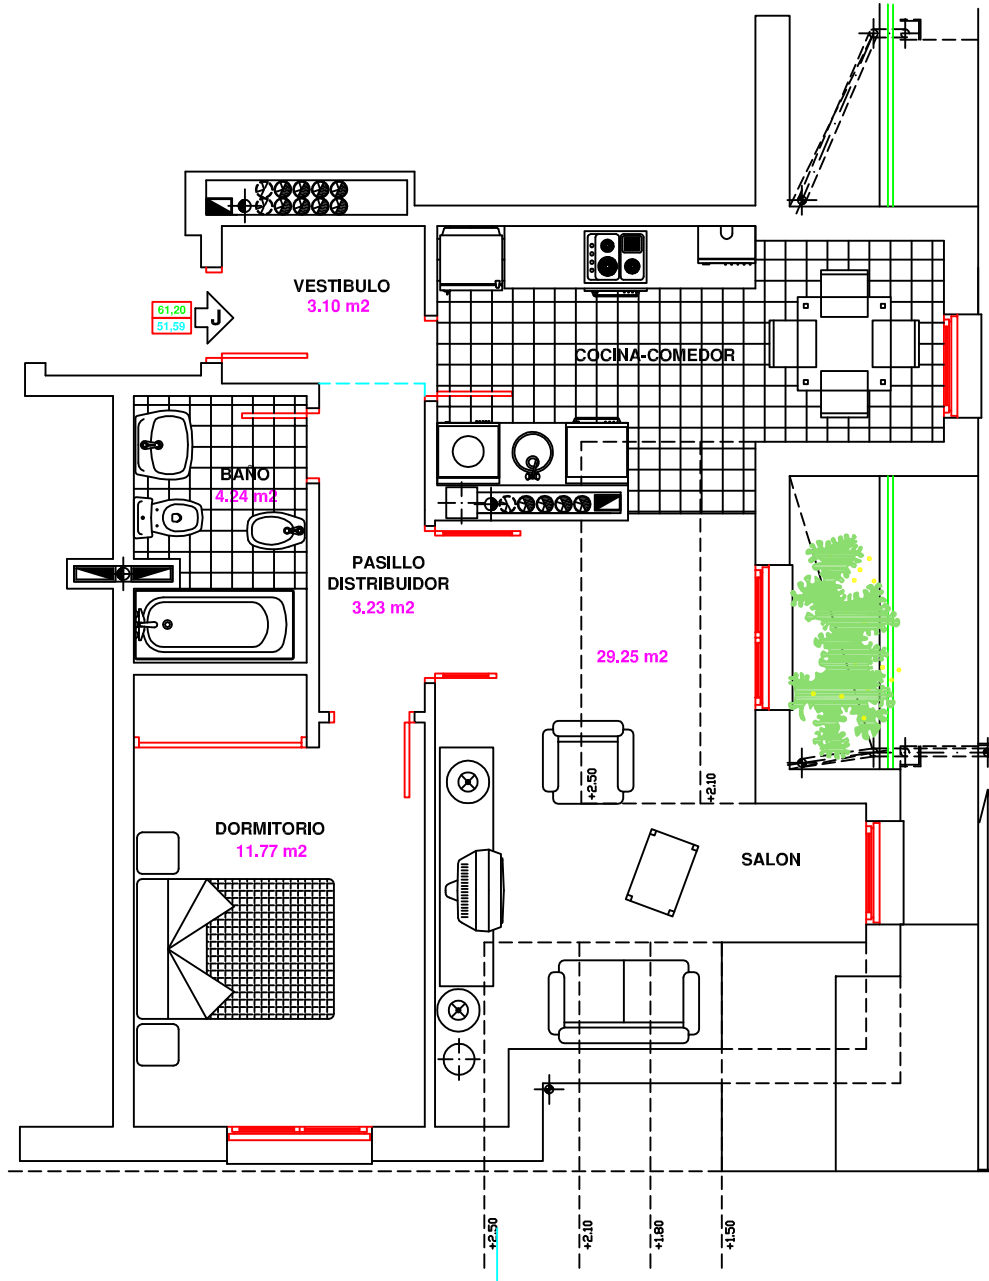 VESTIBULO
3.10 m2
61,20
51,59
J
COCINA-COMEDOR
BAÑO
4.24 m2
PASILLO
DISTRIBUIDOR
3.23 m2
29.25 m2
+2.50
+2.10
DORMITORIO
11.77 m2
SALON
+2.50
+2.10
+1.80
+1.50